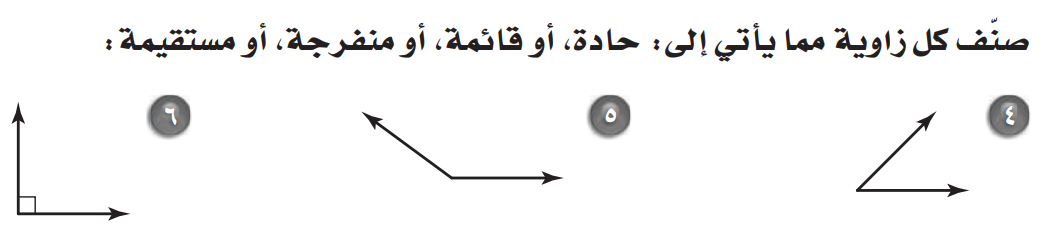 صنّف كل زاوية مما يأتي إلى: حادة، أو قائمة، أو منفرجة، أو مستقيمة:
٤ ٥ ٦